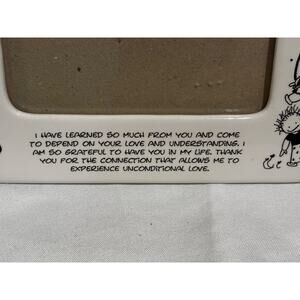 I HAVE LEARNED SO MUCH FROM YOU AND COME
TO DEPEND ON YOUR LOVE AND UNDERSTANDING. I
AM SO GRATEFUL TO HAVE YOU IN MY LIFE. THANK
YOU FOR THE CONNECTION THAT ALLOWS ME TO
EXPERIENCE UNCONDITIONAL LOVE.